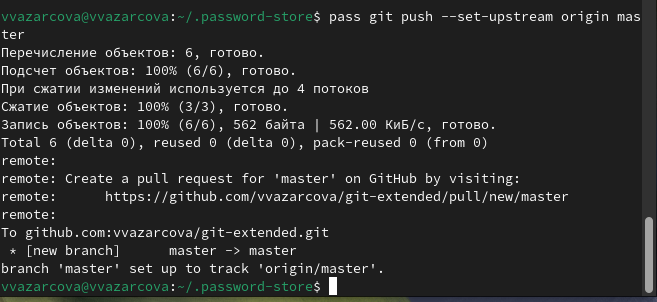 vvazarcova@vvazarcova:~/.password-store$ pass git push --set-upstream origin mas
ter
Перечисление объектов: 6, готово.
Подсчет объектов: 100% (6/6), готово.
При сжатии изменений используется до 4 потоков
Сжатие объектов: 100% (3/3), готово.
Запись объектов: 100% (6/6), 562 байта | 562.00 КиБ/с, готово.
Total 6 (delta 0), reused 0 (delta 0), pack-reused 0 (from 0)
remote:
remote: Create a pull request for 'master' on GitHub by visiting:
remote:      https://github.com/vvazarcova/git-extended/pull/new/master
remote:
To github.com:vvazarcova/git-extended.git
 * [new branch]      master -> master
branch 'master' set up to track 'origin/master'.
vvazarcova@vvazarcova:~/.password-store$